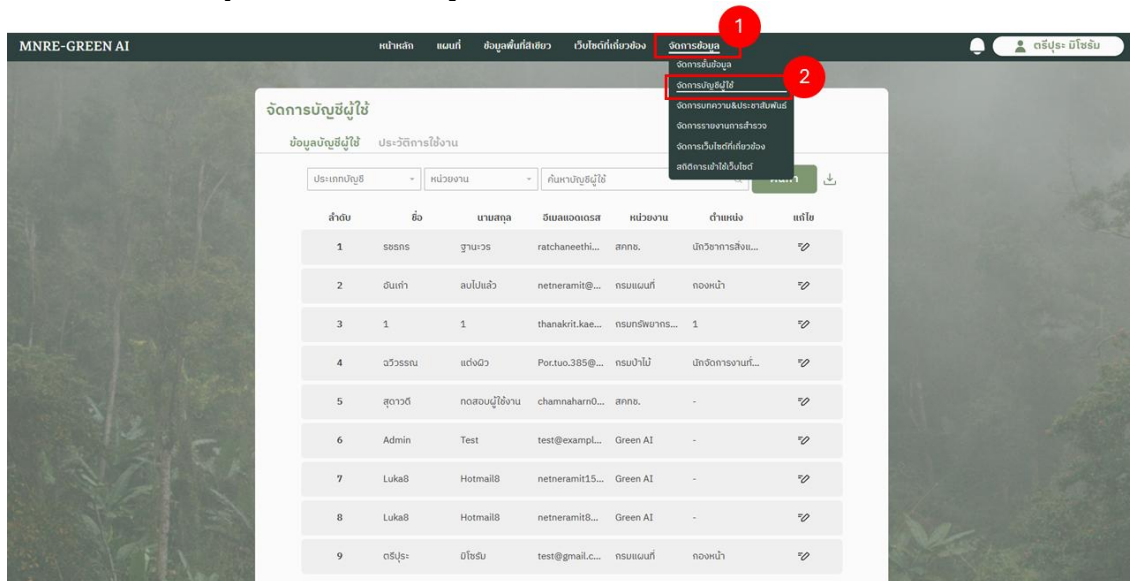 1
MNRE-GREEN AI หน้าหลัก แผนที่ ข้อมูลพื้นที่สีเขียว เว็บไซต์ที่เกี่ยวข้อง จัดการข้อมูล ตรีปุระ มิโซรัม
จัดการชั้นข้อมูล
จัดการบัญชีผู้ใช้ 2
จัดการบทความ&ประชาสัมพันธ์
จัดการรายงานการสำรวจ
จัดการเว็บไซต์ที่เกี่ยวข้อง
สถิติการเข้าใช้เว็บไซต์
จัดการบัญชีผู้ใช้
ข้อมูลบัญชีผู้ใช้ ประวัติการใช้งาน
ประเภทบัญชี หน่วยงาน ค้นหาบัญชีผู้ใช้ ค้นหา
ลำดับ ชื่อ นามสกุล อีเมลแอดเดรส หน่วยงาน ตำแหน่ง แก้ไข
1 รชรกร ฐานะวร ratchaneethi... สคทช. นักวิชาการสิ่งแ...
2 อันเก่า ลบไปแล้ว netneramit@... กรมแผนที่ กองหน้า
3 1 1 thanakrit.kae... กรมทรัพยากร... 1
4 ฉวีวรรณ แต่งผิว Por.tuo.385@... กรมป่าไม้ นักจัดการงานทั่...
5 สุดาวดี ทดสอบผู้ใช้งาน chamnaharn0... สคทช. -
6 Admin Test test@exampl... Green AI -
7 Luka8 Hotmail8 netneramit15... Green AI -
8 Luka8 Hotmail8 netneramit8... Green AI -
9 ตรีปุระ มิโซรัม test@gmail.c... กรมแผนที่ กองหน้า